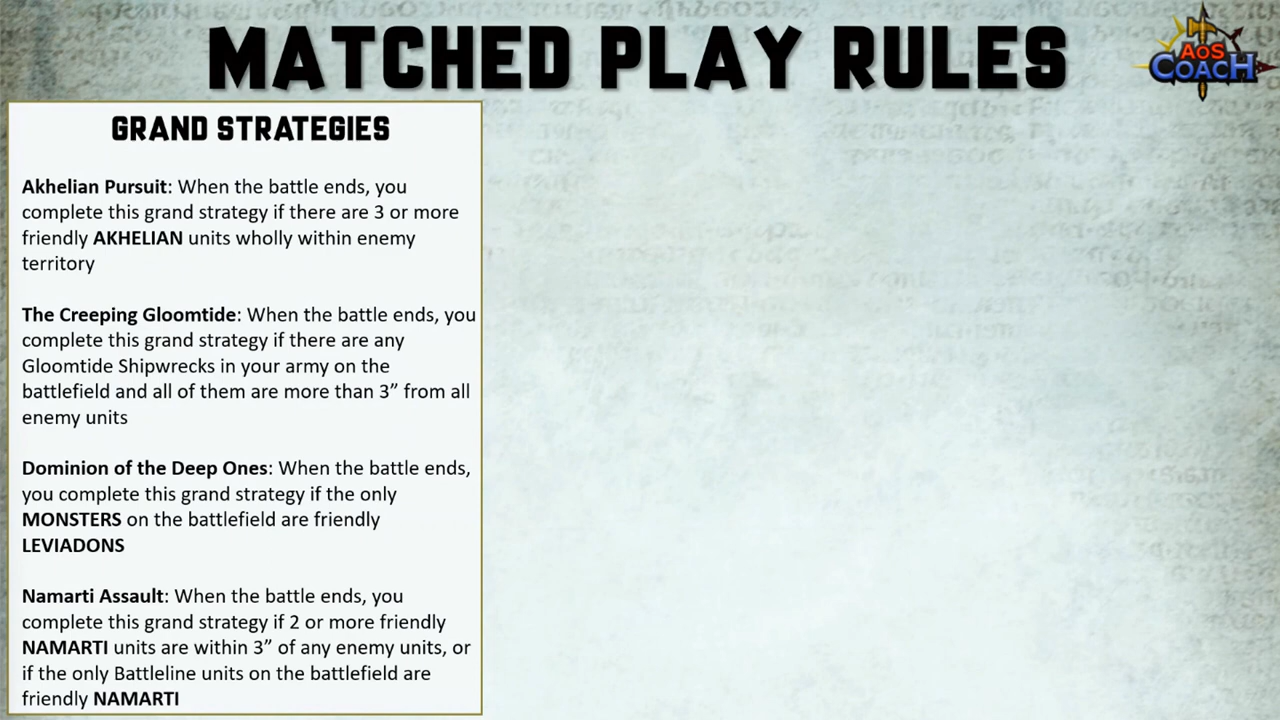 MATCHED PLAY RULES
AoS
COACH
GRAND STRATEGIES
Akhelian Pursuit: When the battle ends, you
complete this grand strategy if there are 3 or more
friendly AKHELIAN units wholly within enemy
territory
The Creeping Gloomtide: When the battle ends, you
complete this grand strategy if there are any
Gloomtide Shipwrecks in your army on the
battlefield and all of them are more than 3” from all
enemy units
Dominion of the Deep Ones: When the battle ends,
you complete this grand strategy if the only
MONSTERS on the battlefield are friendly
LEVIADONS
Namarti Assault: When the battle ends, you
complete this grand strategy if 2 or more friendly
NAMARTI units are within 3” of any enemy units, or
if the only Battleline units on the battlefield are
friendly NAMARTI